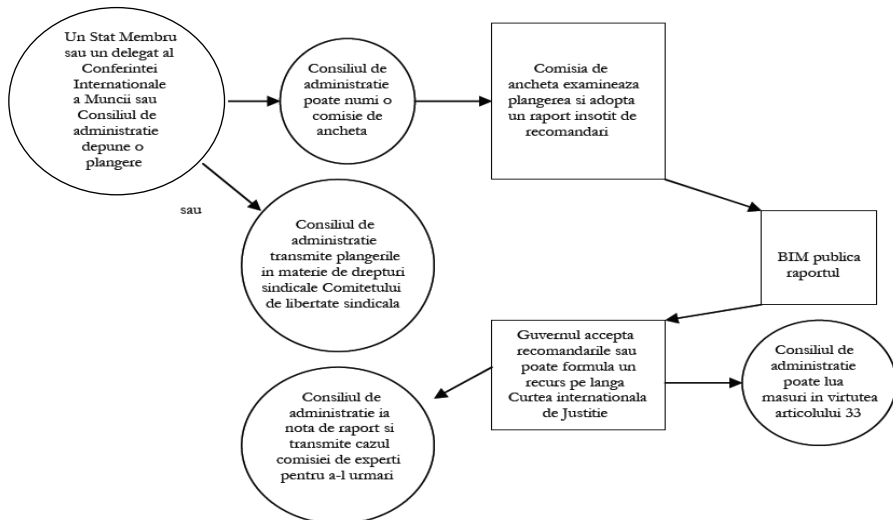 Un Stat Membru
sau un delegat al
Conferintei
Internationale
a Muncii sau
Consiliul de
administratie
depune o
plangere
Consiliul de
administratie
poate numi o
comisie de
ancheta
Comisia de
ancheta examineaza
plangerea si adopta
un raport insotit de
recomandari
sau
Consiliul de
administratie
transmite plangerile
in materie de drepturi
sindicale Comitetului
de libertate sindicala
BIM publica
raportul
Guvernul accepta
recomandarile sau
poate formula un
recurs pe langa
Curtea internationala
de Justitie
Consiliul de
administratie
poate lua
masuri in virtutea
articolului 33
Consiliul de
administratie ia
nota de raport si
transmite cazul
comisiei de experti
pentru a-l urmari